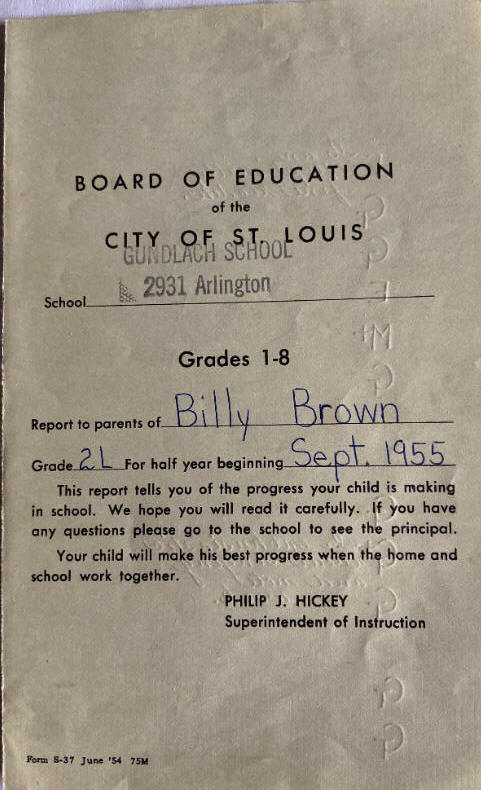 BOARD OF EDUCATION
of the
CITY OF ST. LOUIS
GUNDLACH SCHOOL
2931 Arlington
School
Grades 1-8
Report to parents of Billy Brown
Grade 2L For half year beginning Sept. 1955
This report tells you of the progress your child is making
in school. We hope you will read it carefully. If you have
any questions please go to the school to see the principal.
Your child will make his best progress when the home and
school work together.
PHILIP J. HICKEY
Superintendent of Instruction
Form S-37 June '54 75M